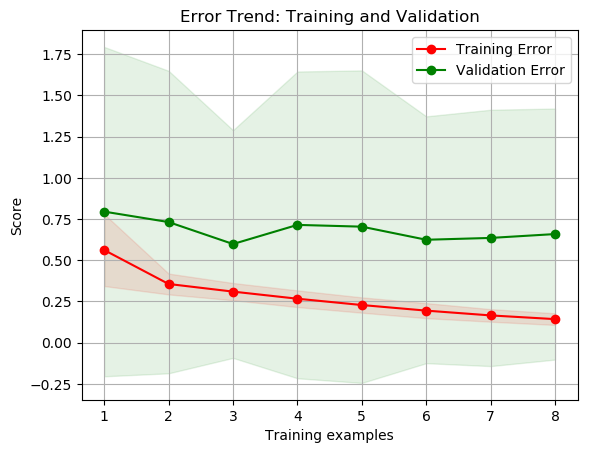 Error Trend: Training and Validation
Training Error
Validation Error
Score
1.75
1.50
1.25
1.00
0.75
0.50
0.25
0.00
−0.25
1 2 3 4 5 6 7 8
Training examples